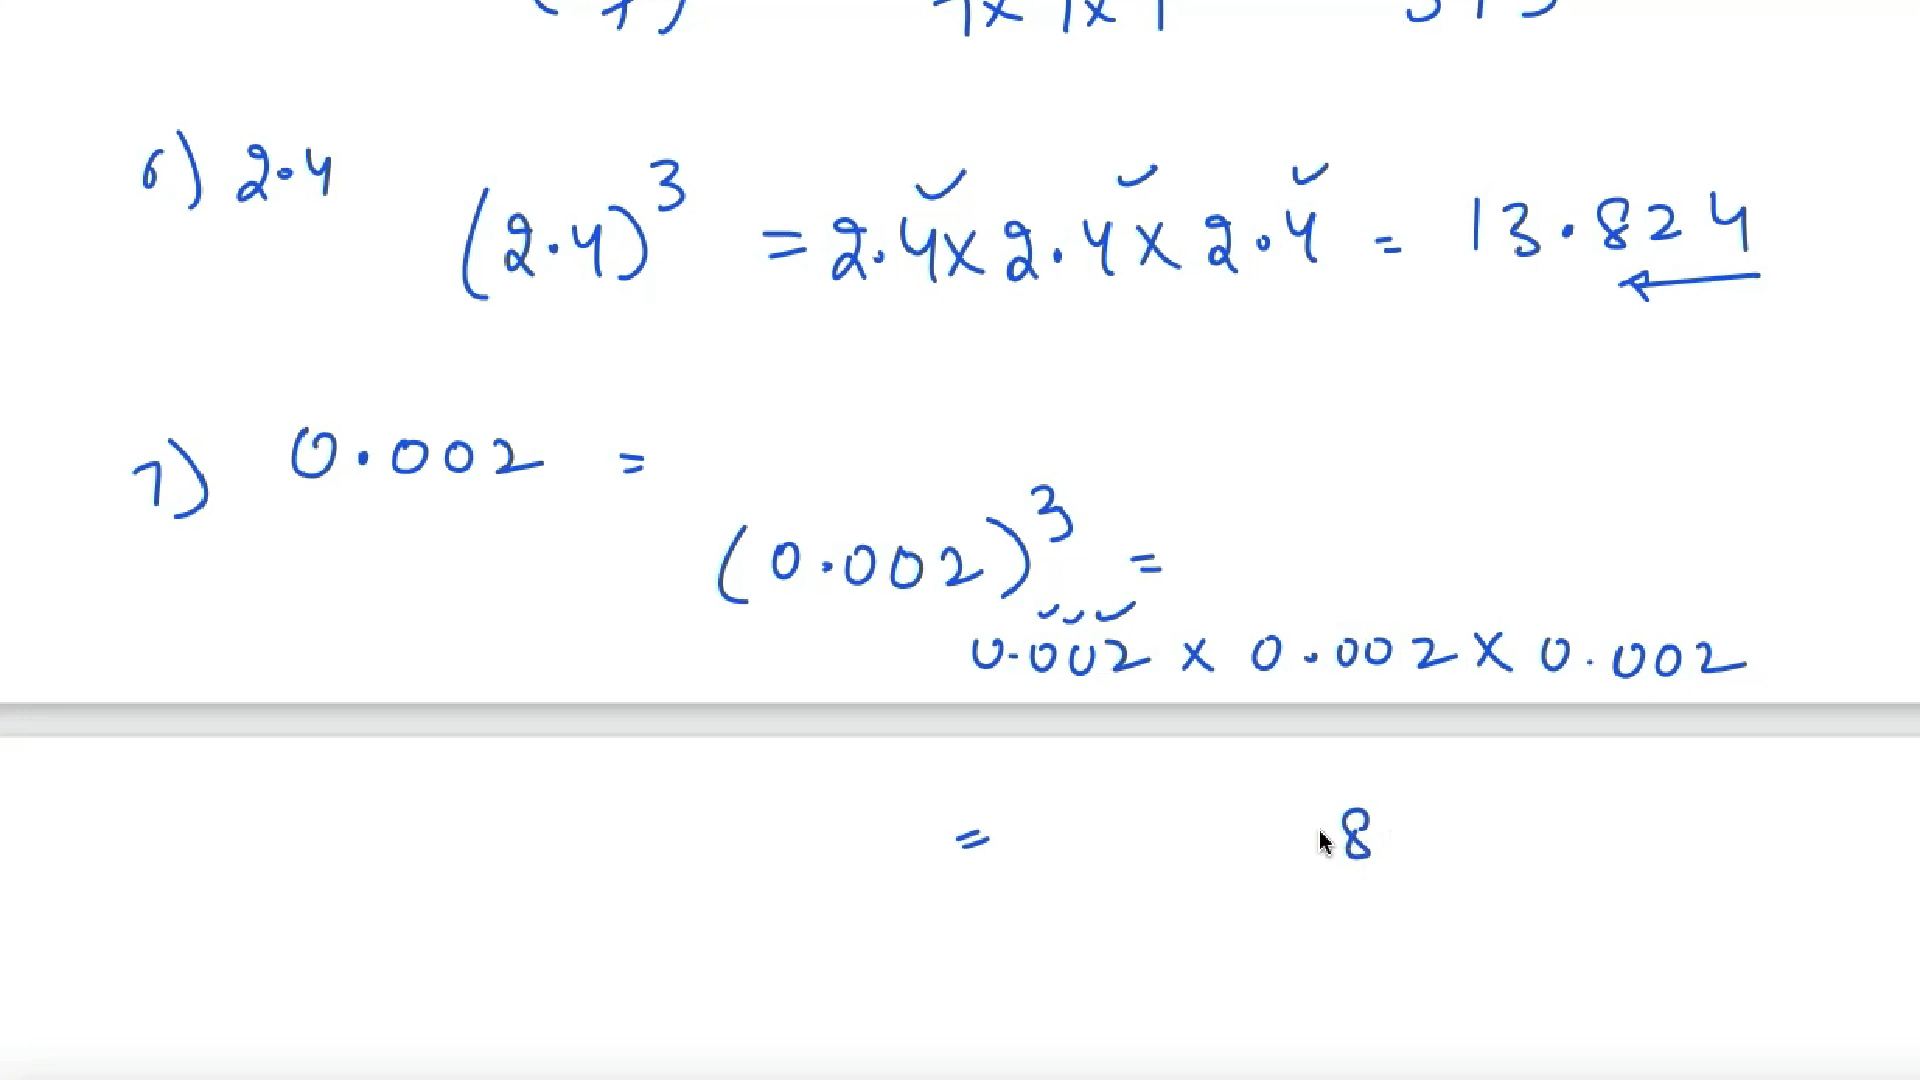 6) 2.4
(2.4)³ = 2.4 x 2.4 x 2.4 = 13.824
7) 0.002 =
(0.002)³ =
0.002 x 0.002 x 0.002
= 8